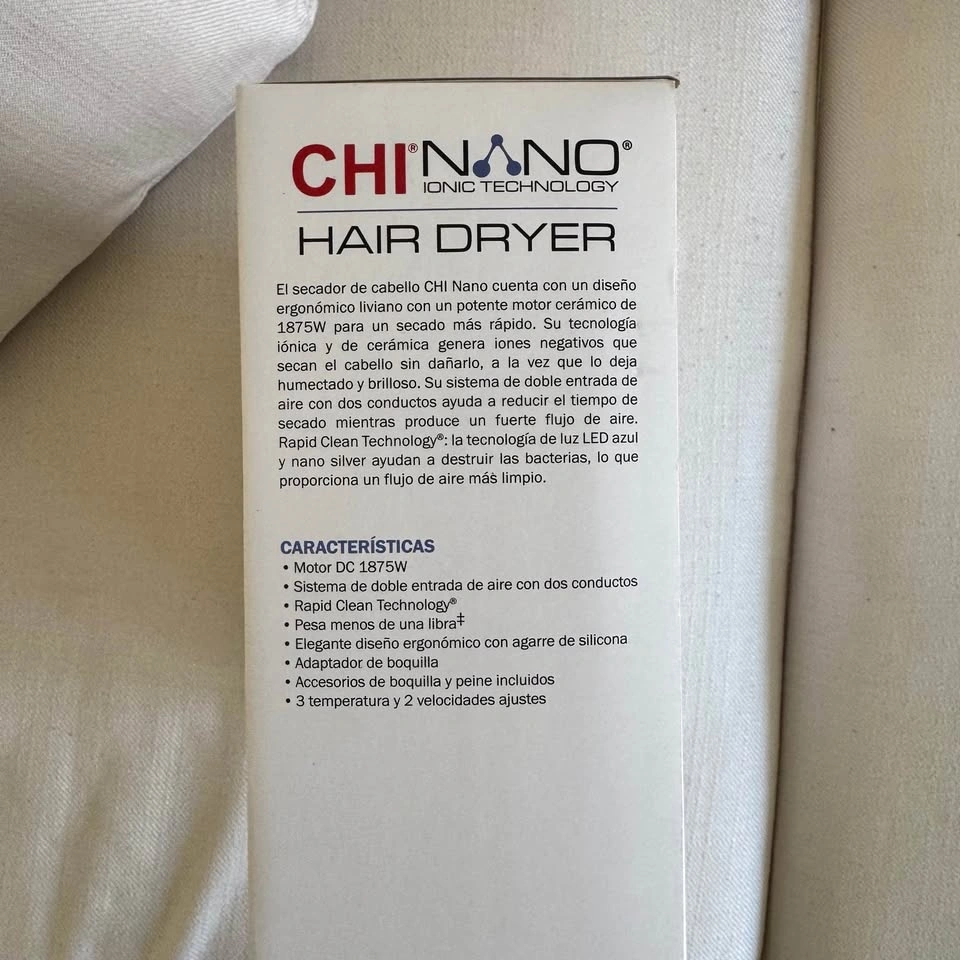 CHI® NANO®
IONIC TECHNOLOGY
HAIR DRYER
El secador de cabello CHI Nano cuenta con un diseño
ergonómico liviano con un potente motor cerámico de
1875W para un secado más rápido. Su tecnología
iónica y de cerámica genera iones negativos que
secan el cabello sin dañarlo, a la vez que lo deja
humectado y brilloso. Su sistema de doble entrada de
aire con dos conductos ayuda a reducir el tiempo de
secado mientras produce un fuerte flujo de aire.
Rapid Clean Technology®: la tecnología de luz LED azul
y nano silver ayudan a destruir las bacterias, lo que
proporciona un flujo de aire más limpio.
CARACTERÍSTICAS
• Motor DC 1875W
• Sistema de doble entrada de aire con dos conductos
• Rapid Clean Technology®
• Pesa menos de una libra‡
• Elegante diseño ergonómico con agarre de silicona
• Adaptador de boquilla
• Accesorios de boquilla y peine incluidos
• 3 temperatura y 2 velocidades ajustes